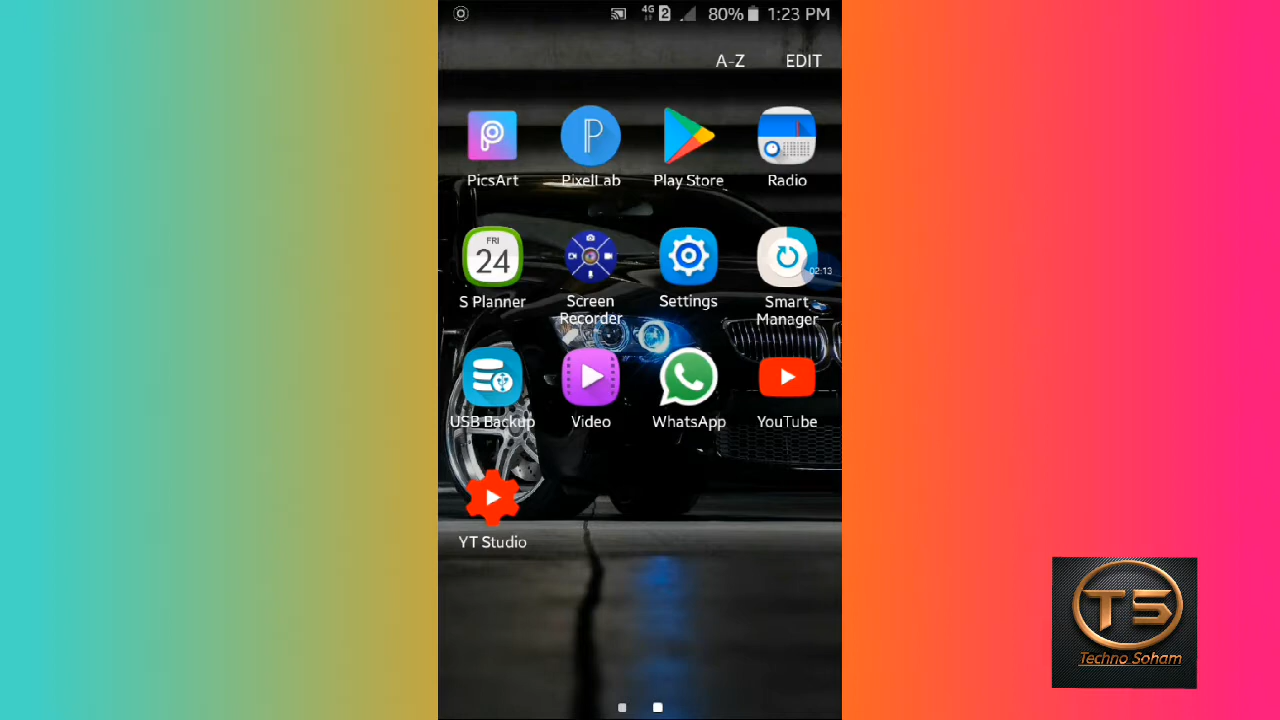 4G 2 80% 1:23 PM
A-Z EDIT
PicsArt PixelLab Play Store Radio
FRI
24
02:13
S Planner Screen Recorder Settings Smart Manager
USB Backup Video WhatsApp YouTube
YT Studio
TS
Techno Soham